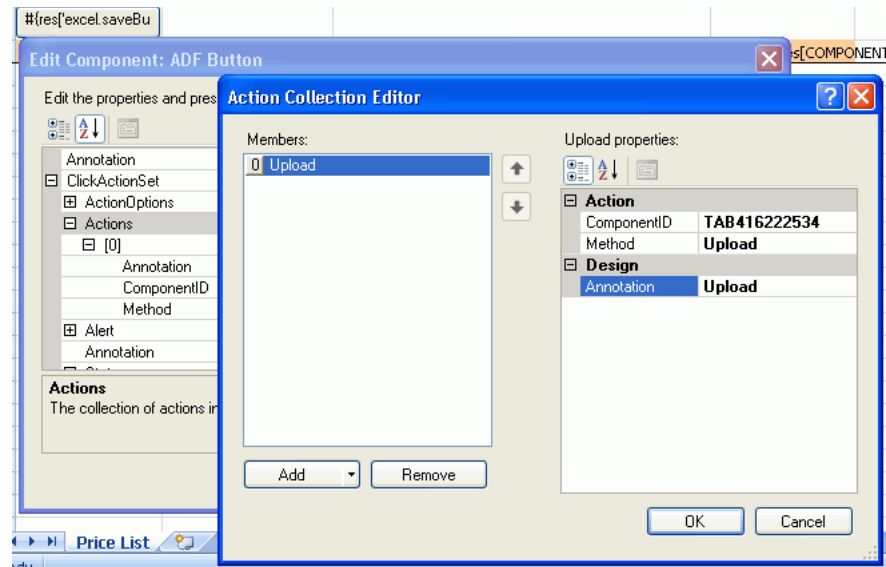 #{res['excel.saveBu
s[COMPONENT
Edit Component: ADF Button
Edit the properties and pres
Annotation
ClickActionSet
ActionOptions
Actions
[0]
Annotation
ComponentID
Method
Alert
Annotation
Actions
The collection of actions in
Action Collection Editor
Members:
0 Upload
Add
Remove
Upload properties:
Action
ComponentID TAB416222534
Method Upload
Design
Annotation Upload
OK
Cancel
Price List